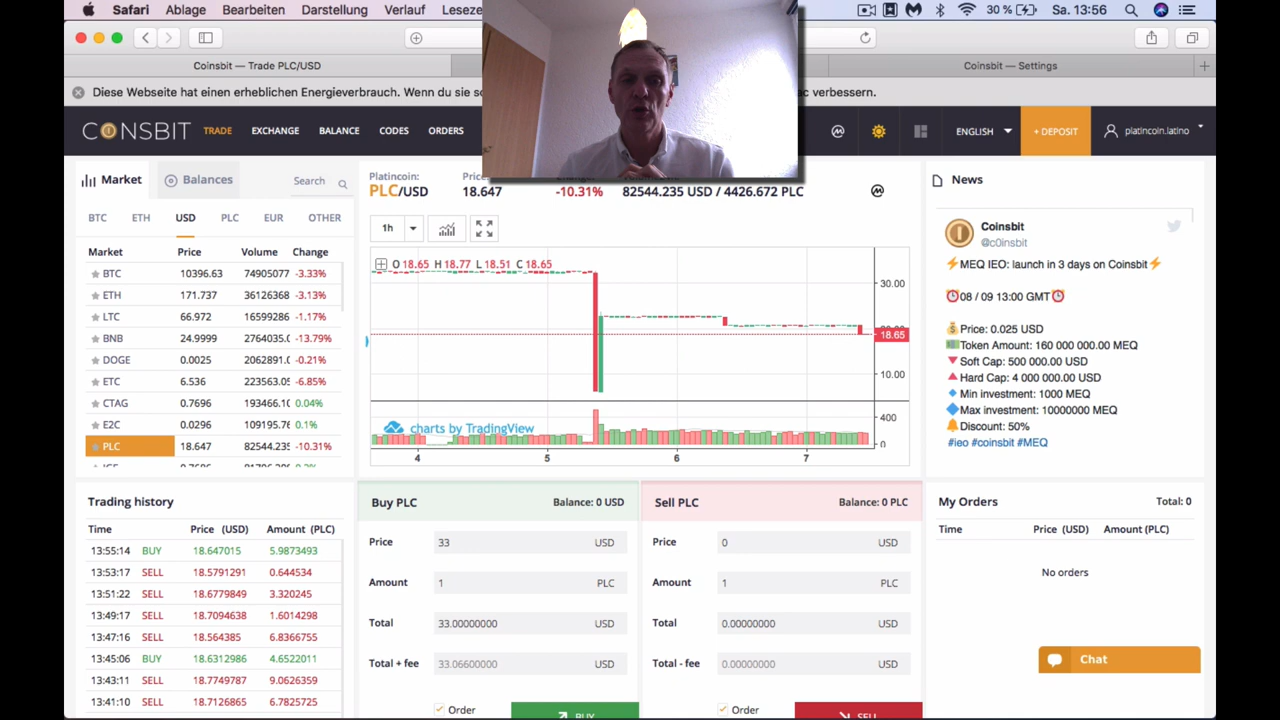 Safari Ablage Bearbeiten Darstellung Verlauf Leseze
30 % Sa. 13:56
Coinsbit — Trade PLC/USD
Coinsbit — Settings
Diese Webseite hat einen erheblichen Energieverbrauch. Wenn du sie sc
ac verbessern.
CONSBIT TRADE EXCHANGE BALANCE CODES ORDERS
ENGLISH + DEPOSIT platincoin.latino
Market Balances Search
BTC ETH USD PLC EUR OTHER
Market Price Volume Change
BTC 10396.63 74905077 -3.33%
ETH 171.737 36126368 -3.13%
LTC 66.972 16599286 -1.17%
BNB 24.9999 2764035.( -13.79%
DOGE 0.0025 2062891.( -0.21%
ETC 6.536 223563.0 -6.85%
CTAG 0.7696 193466.1( 0.04%
E2C 0.0296 109195.7 0.1%
PLC 18.647 82544.23 -10.31%
Platincoin:
PLC/USD
18.647
-10.31%
82544.235 USD / 4426.672 PLC
1h
O 18.65 H 18.77 L 18.51 C 18.65
30.00
18.65
10.00
400
0
charts by TradingView
4 5 6 7
News
Coinsbit
@c0insbit
⚡MEQ IEO: launch in 3 days on Coinsbit⚡
⏰08 / 09 13:00 GMT⏰
💰Price: 0.025 USD
💵Token Amount: 160 000 000.00 MEQ
🔻Soft Cap: 500 000.00 USD
🔺Hard Cap: 4 000 000.00 USD
🔹Min investment: 1000 MEQ
🔷Max investment: 10000000 MEQ
🔔Discount: 50%
#ieo #coinsbit #MEQ
Trading history
Time Price (USD) Amount (PLC)
13:55:14 BUY 18.647015 5.9873493
13:53:17 SELL 18.5791291 0.644534
13:51:22 SELL 18.6779849 3.320245
13:49:17 SELL 18.7094638 1.6014298
13:47:16 SELL 18.564385 6.8366755
13:45:06 BUY 18.6312986 4.6522011
13:43:11 SELL 18.7749787 9.0626359
13:41:10 SELL 18.7126865 6.7825725
Buy PLC Balance: 0 USD
Price 33 USD
Amount 1 PLC
Total 33.00000000 USD
Total + fee 33.06600000 USD
Order BUY
Sell PLC Balance: 0 PLC
Price 0 USD
Amount 1 PLC
Total 0.00000000 USD
Total - fee 0.00000000 USD
Order SELL
My Orders Total: 0
Time Price (USD) Amount (PLC)
No orders
Chat